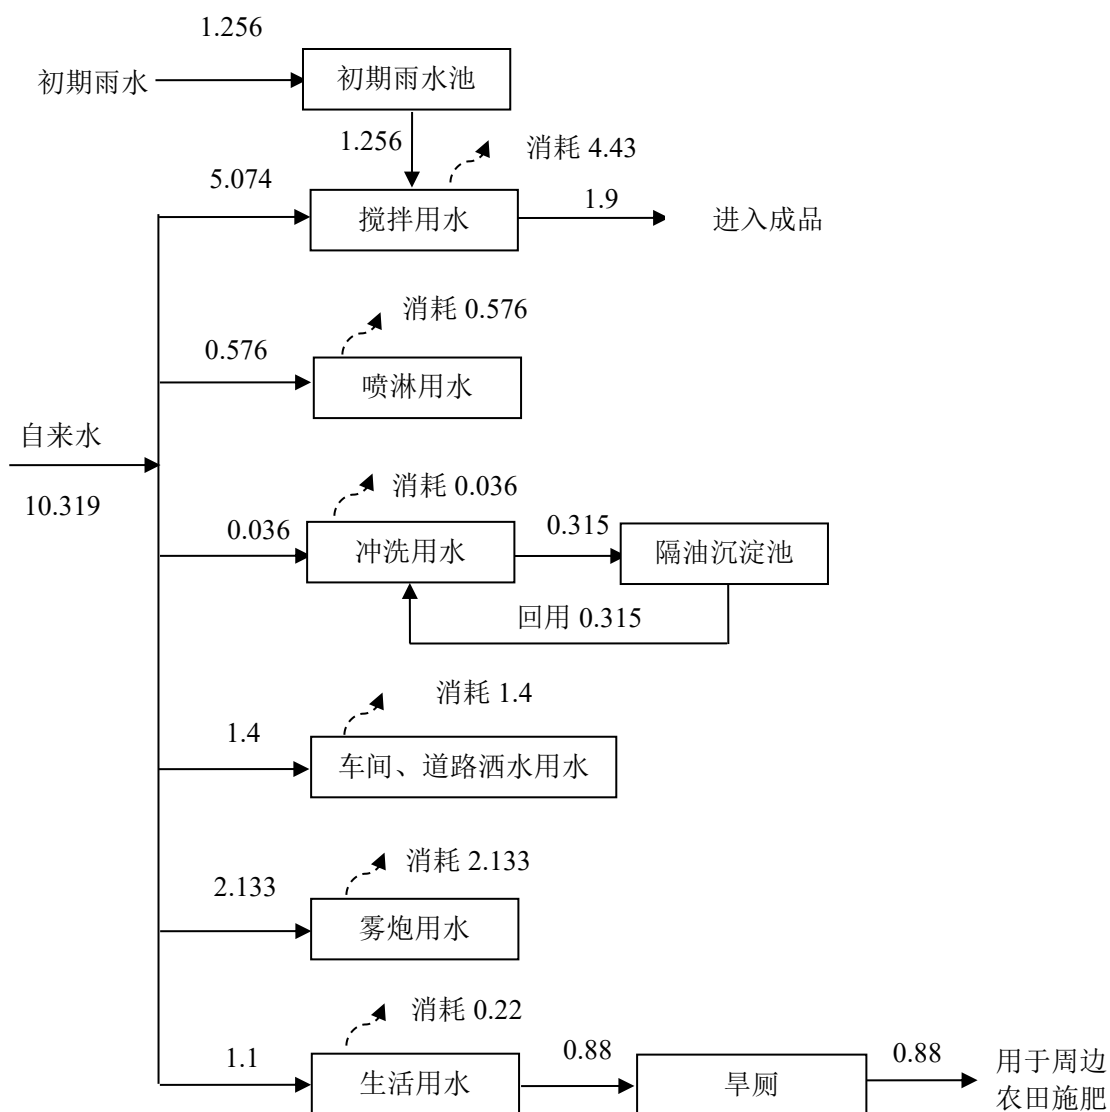 1.256
初期雨水
初期雨水池
1.256
消耗 4.43
5.074
搅拌用水
1.9
进入成品
消耗 0.576
0.576
喷淋用水
自来水
10.319
消耗 0.036
0.036
冲洗用水
0.315
隔油沉淀池
回用 0.315
消耗 1.4
1.4
车间、道路洒水用水
消耗 2.133
2.133
雾炮用水
消耗 0.22
1.1
生活用水
0.88
旱厕
0.88
用于周边
农田施肥